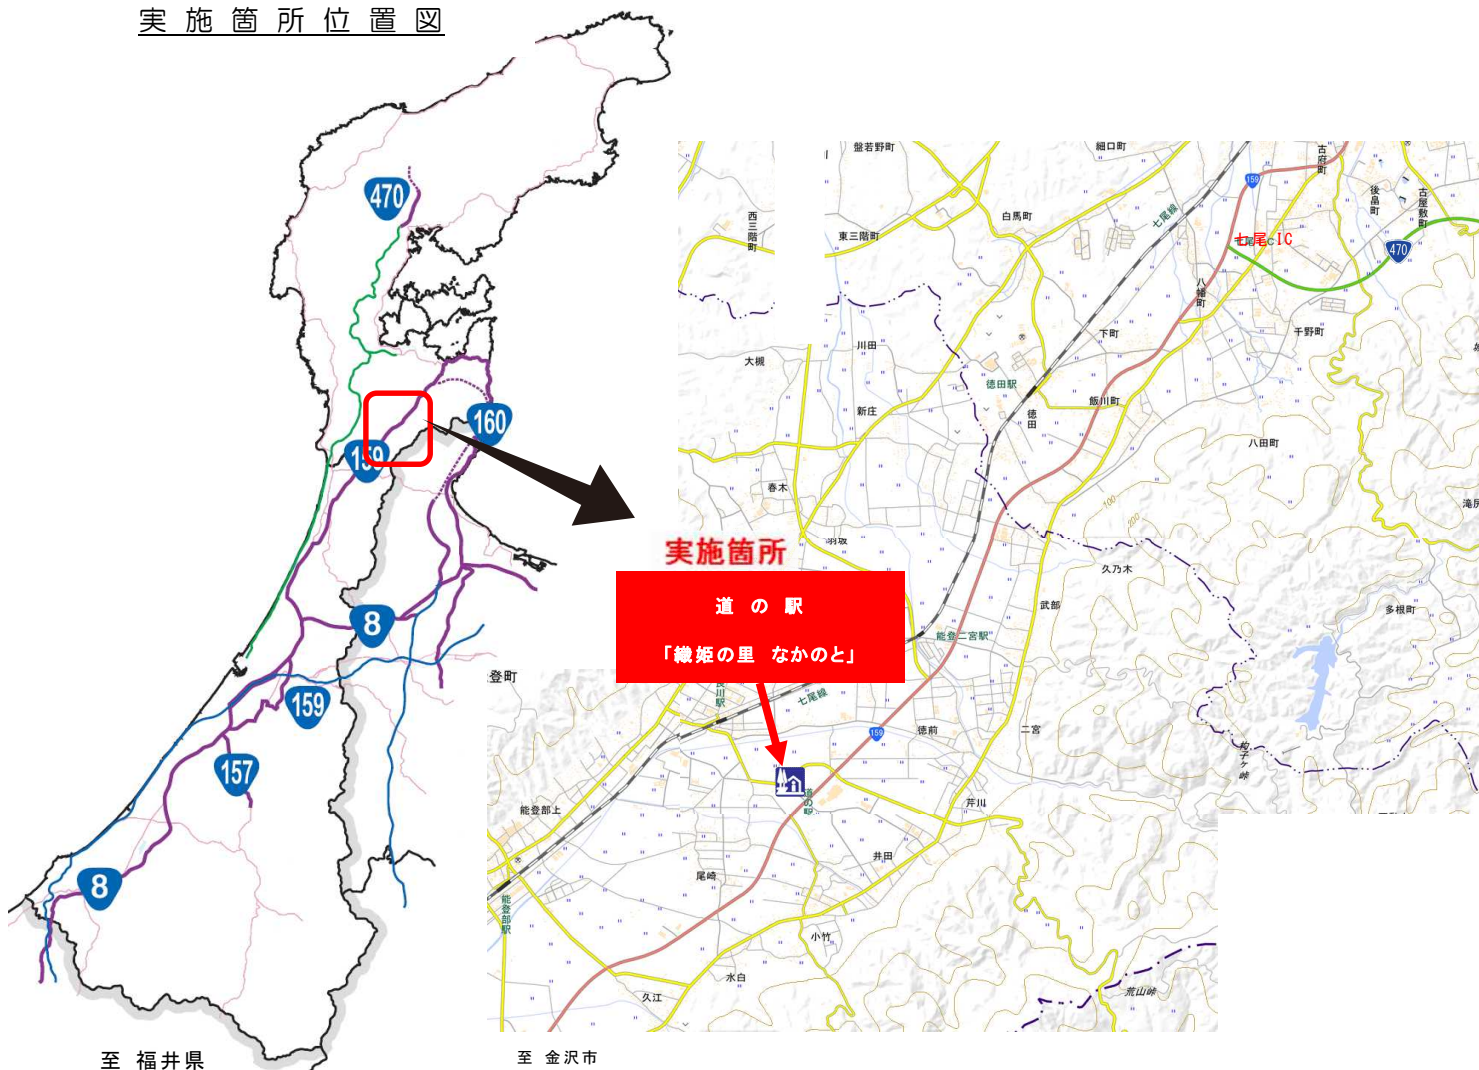 実施箇所位置図
470
160
159
8
159
157
8
至 福井県
至 金沢市
実施箇所
道の駅
「織姫の里 なかのと」
盤若野町
細口町
古府町
159
後畠町
古屋敷町
西三階町
東三階町
白馬町
七尾線
七尾IC
470
八幡町
千野町
大槻
川田
下町
徳田駅
新庄
徳田
飯川町
八田町
春木
100
200
羽坂
久乃木
武部
多根町
能登二宮駅
登町
七尾線
159
徳前
二宮
道の駅
芹川
能登部上
井田
尾崎
能登部駅
小竹
水白
久江
荒山峠